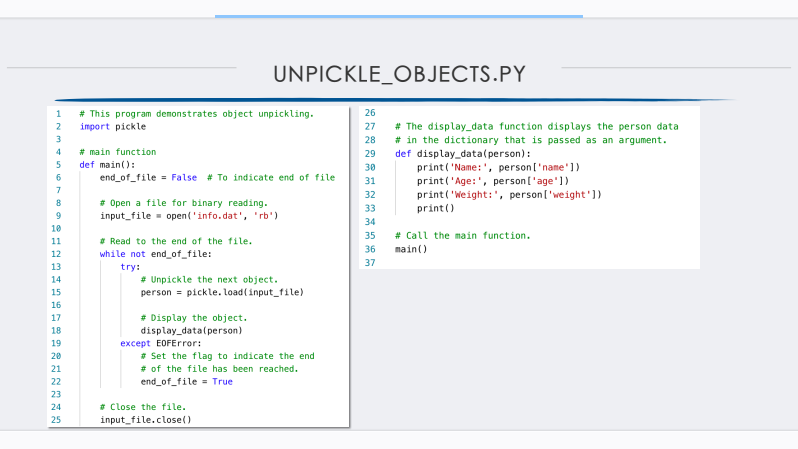 UNPICKLE_OBJECTS.PY
1 # This program demonstrates object unpickling.
2 import pickle
3
4 # main function
5 def main():
6     end_of_file = False  # To indicate end of file
7
8     # Open a file for binary reading.
9     input_file = open('info.dat', 'rb')
10
11     # Read to the end of the file.
12     while not end_of_file:
13         try:
14             # Unpickle the next object.
15             person = pickle.load(input_file)
16
17             # Display the object.
18             display_data(person)
19         except EOFError:
20             # Set the flag to indicate the end
21             # of the file has been reached.
22             end_of_file = True
23
24     # Close the file.
25     input_file.close()
26
27 # The display_data function displays the person data
28 # in the dictionary that is passed as an argument.
29 def display_data(person):
30     print('Name:', person['name'])
31     print('Age:', person['age'])
32     print('Weight:', person['weight'])
33     print()
34
35 # Call the main function.
36 main()
37